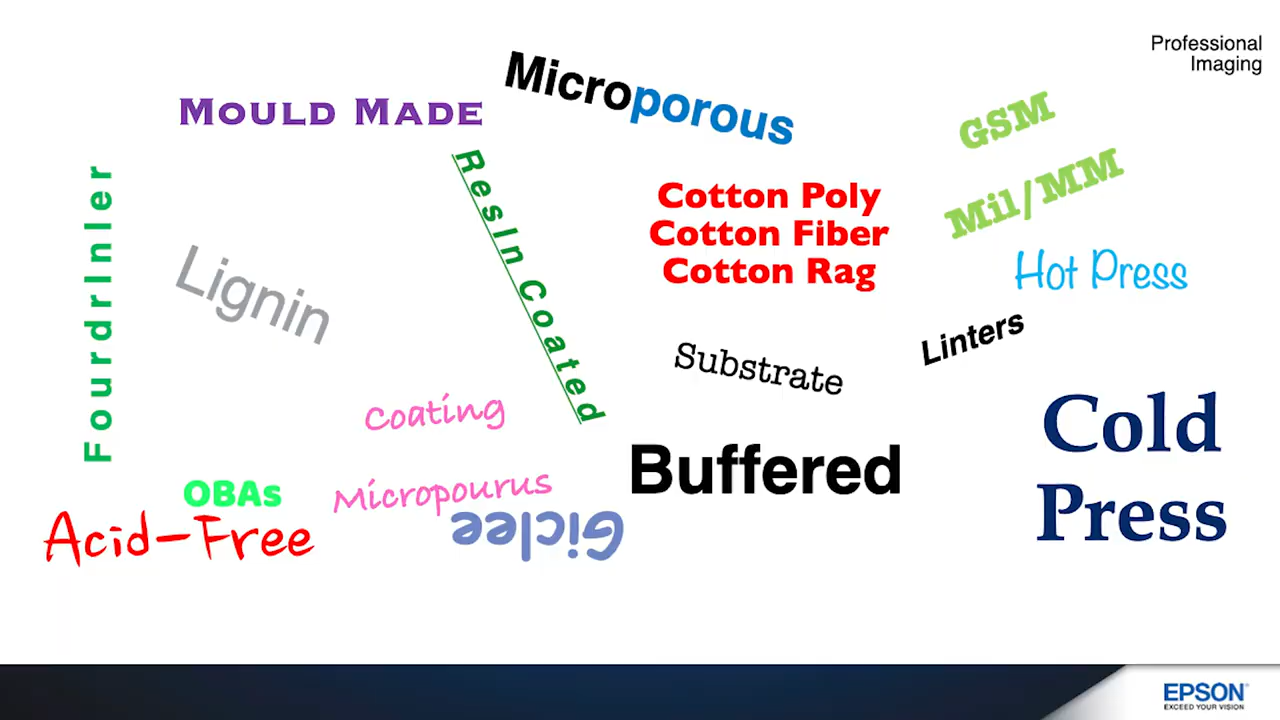 Professional
Imaging
Microporous
MOULD MADE
GSM
Mil/MM
ResIn Coated
Cotton Poly
Cotton Fiber
Cotton Rag
FourdrInIer
Lignin
Hot Press
Linters
Substrate
Coating
Cold
Press
Buffered
OBAs
Micropourus
Acid-Free
Giclee
EPSON
EXCEED YOUR VISION